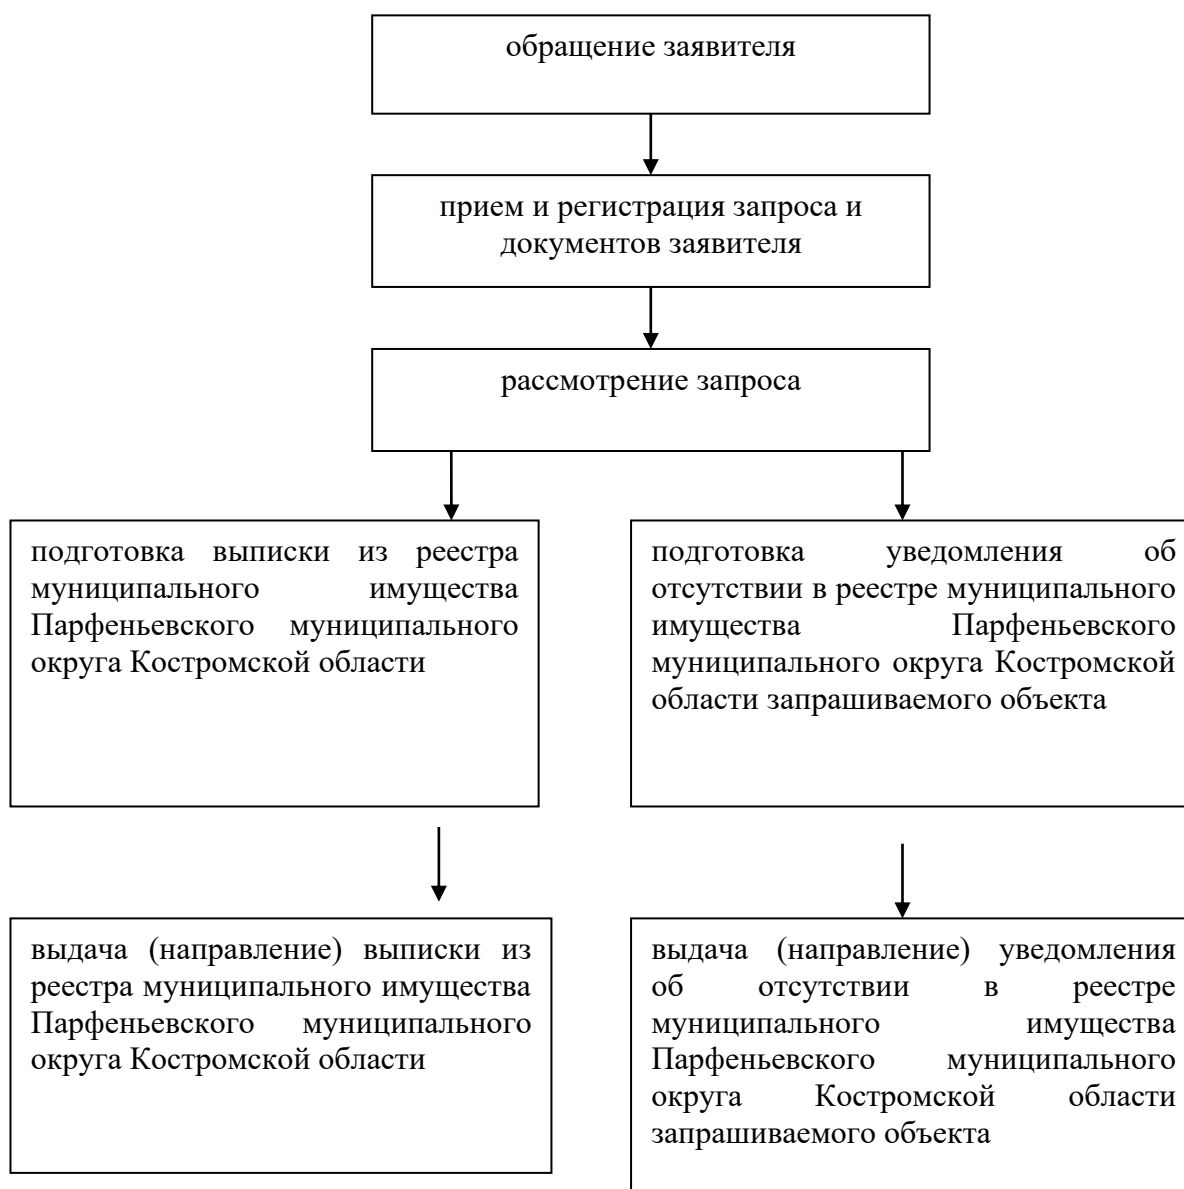 обращение заявителя
прием и регистрация запроса и
документов заявителя
рассмотрение запроса
подготовка выписки из реестра
муниципального имущества
Парфеньевского муниципального
округа Костромской области
подготовка уведомления об
отсутствии в реестре муниципального
имущества Парфеньевского
муниципального округа Костромской
области запрашиваемого объекта
выдача (направление) выписки из
реестра муниципального имущества
Парфеньевского муниципального
округа Костромской области
выдача (направление) уведомления
об отсутствии в реестре
муниципального имущества
Парфеньевского муниципального
округа Костромской области
запрашиваемого объекта